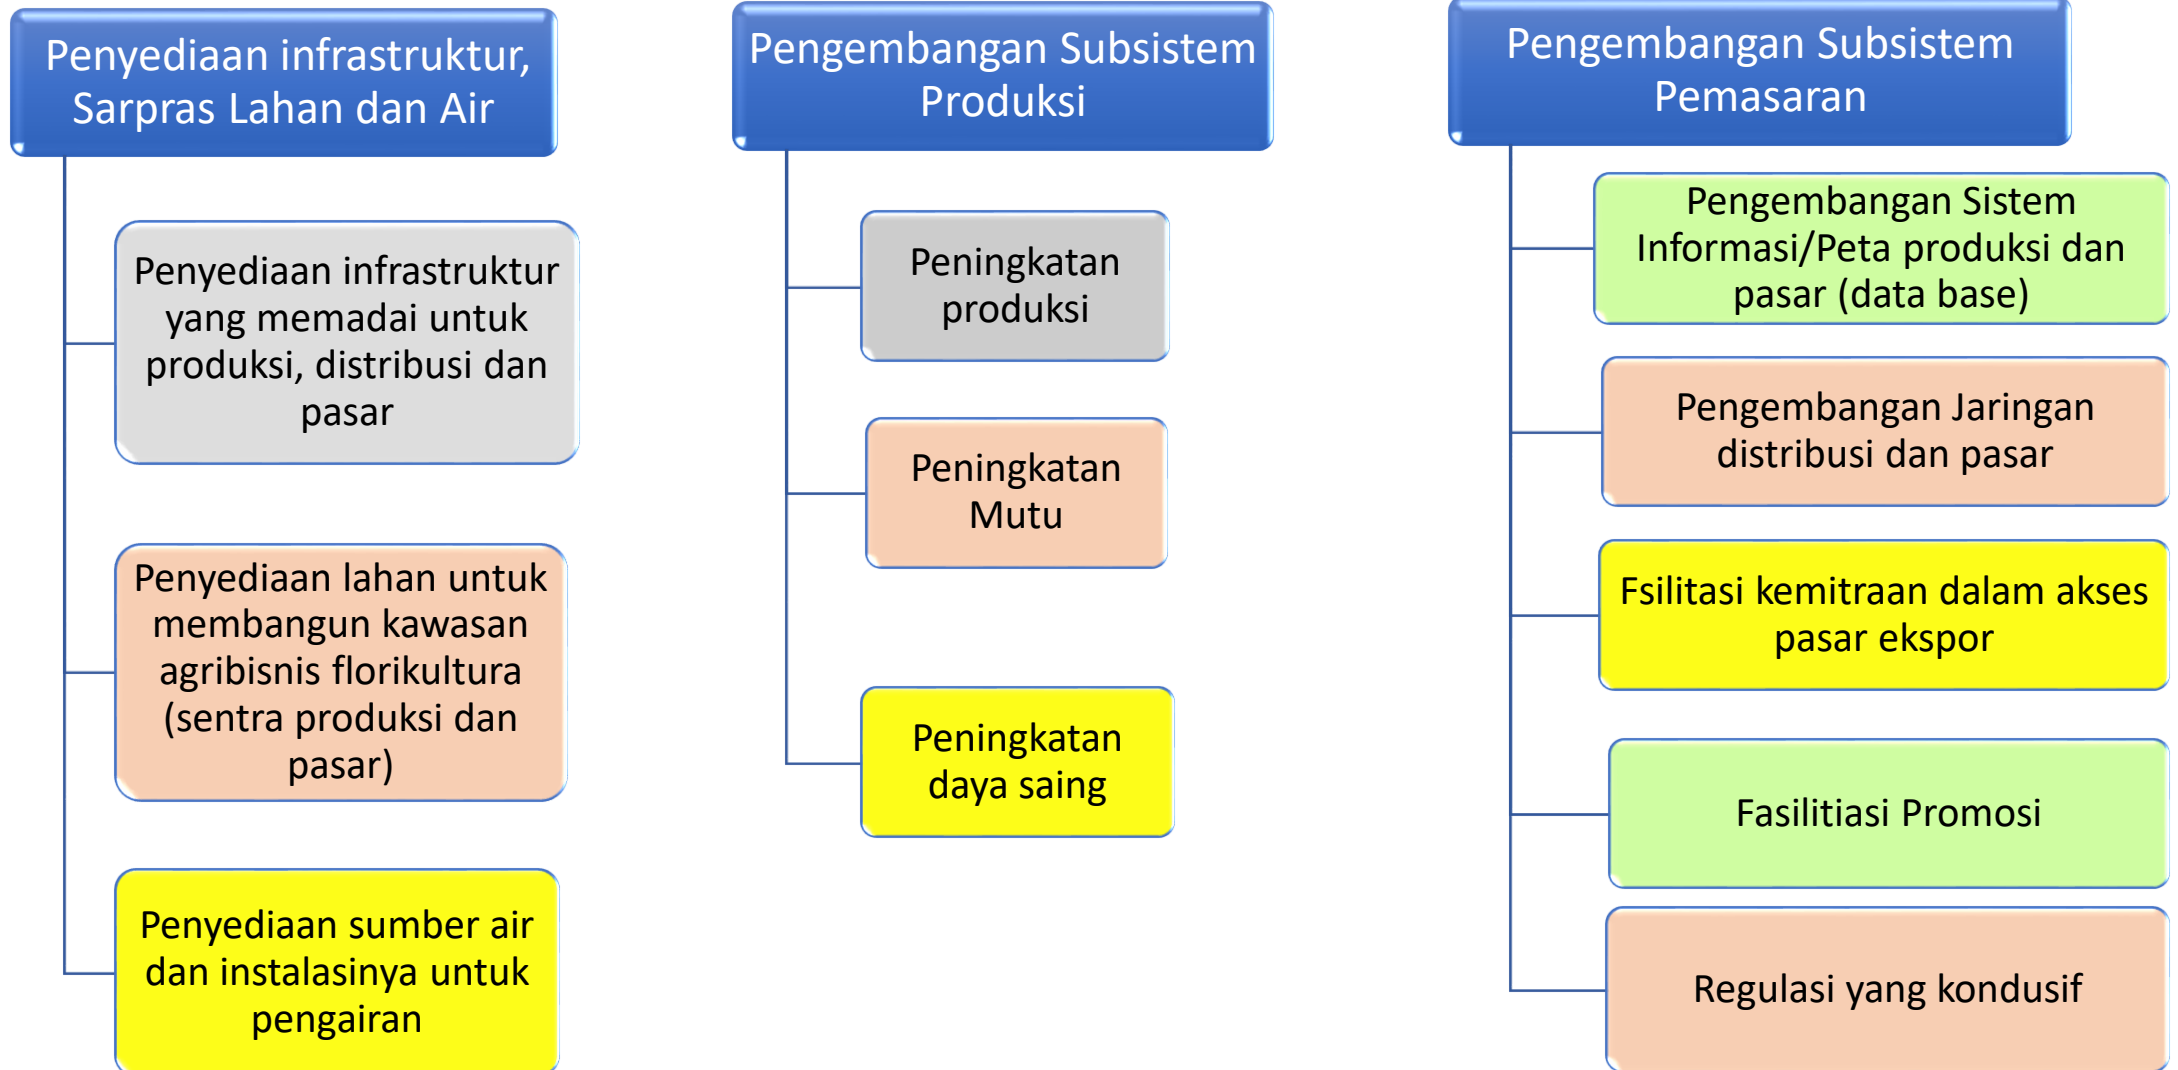 Penyediaan infrastruktur,
Sarpras Lahan dan Air
Penyediaan infrastruktur
yang memadai untuk
produksi, distribusi dan
pasar
Penyediaan lahan untuk
membangun kawasan
agribisnis florikultura
(sentra produksi dan
pasar)
Penyediaan sumber air
dan instalasinya untuk
pengairan
Pengembangan Subsistem
Produksi
Peningkatan
produksi
Peningkatan
Mutu
Peningkatan
daya saing
Pengembangan Subsistem
Pemasaran
Pengembangan Sistem
Informasi/Peta produksi dan
pasar (data base)
Pengembangan Jaringan
distribusi dan pasar
Fsilitasi kemitraan dalam akses
pasar ekspor
Fasilitiasi Promosi
Regulasi yang kondusif